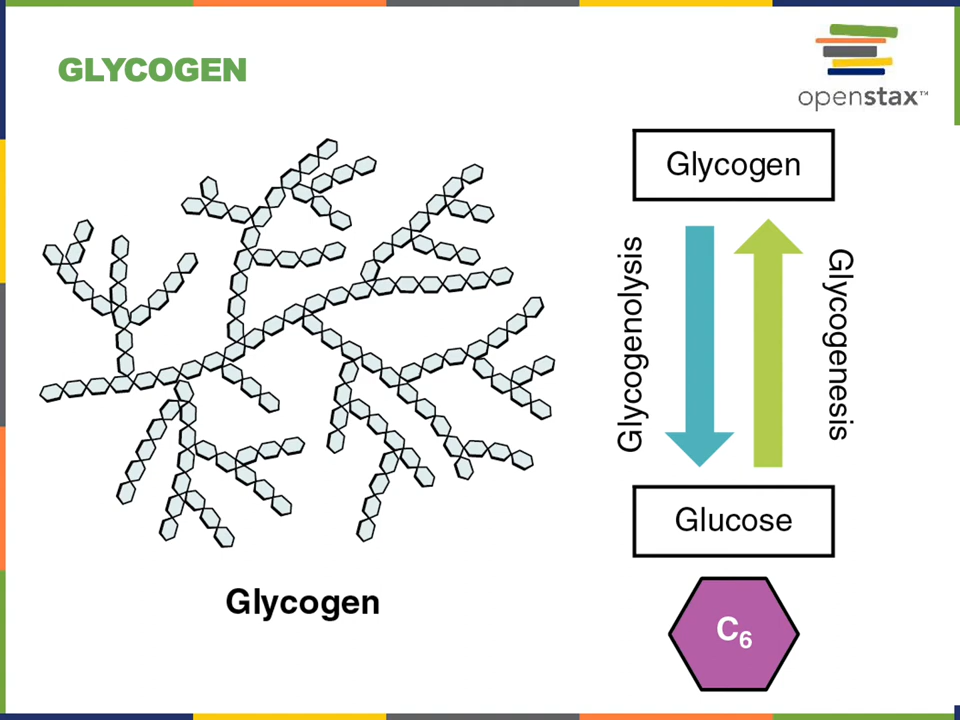 GLYCOGEN
openstax™
Glycogen
Glycogenolysis
Glycogenesis
Glucose
C₆
Glycogen